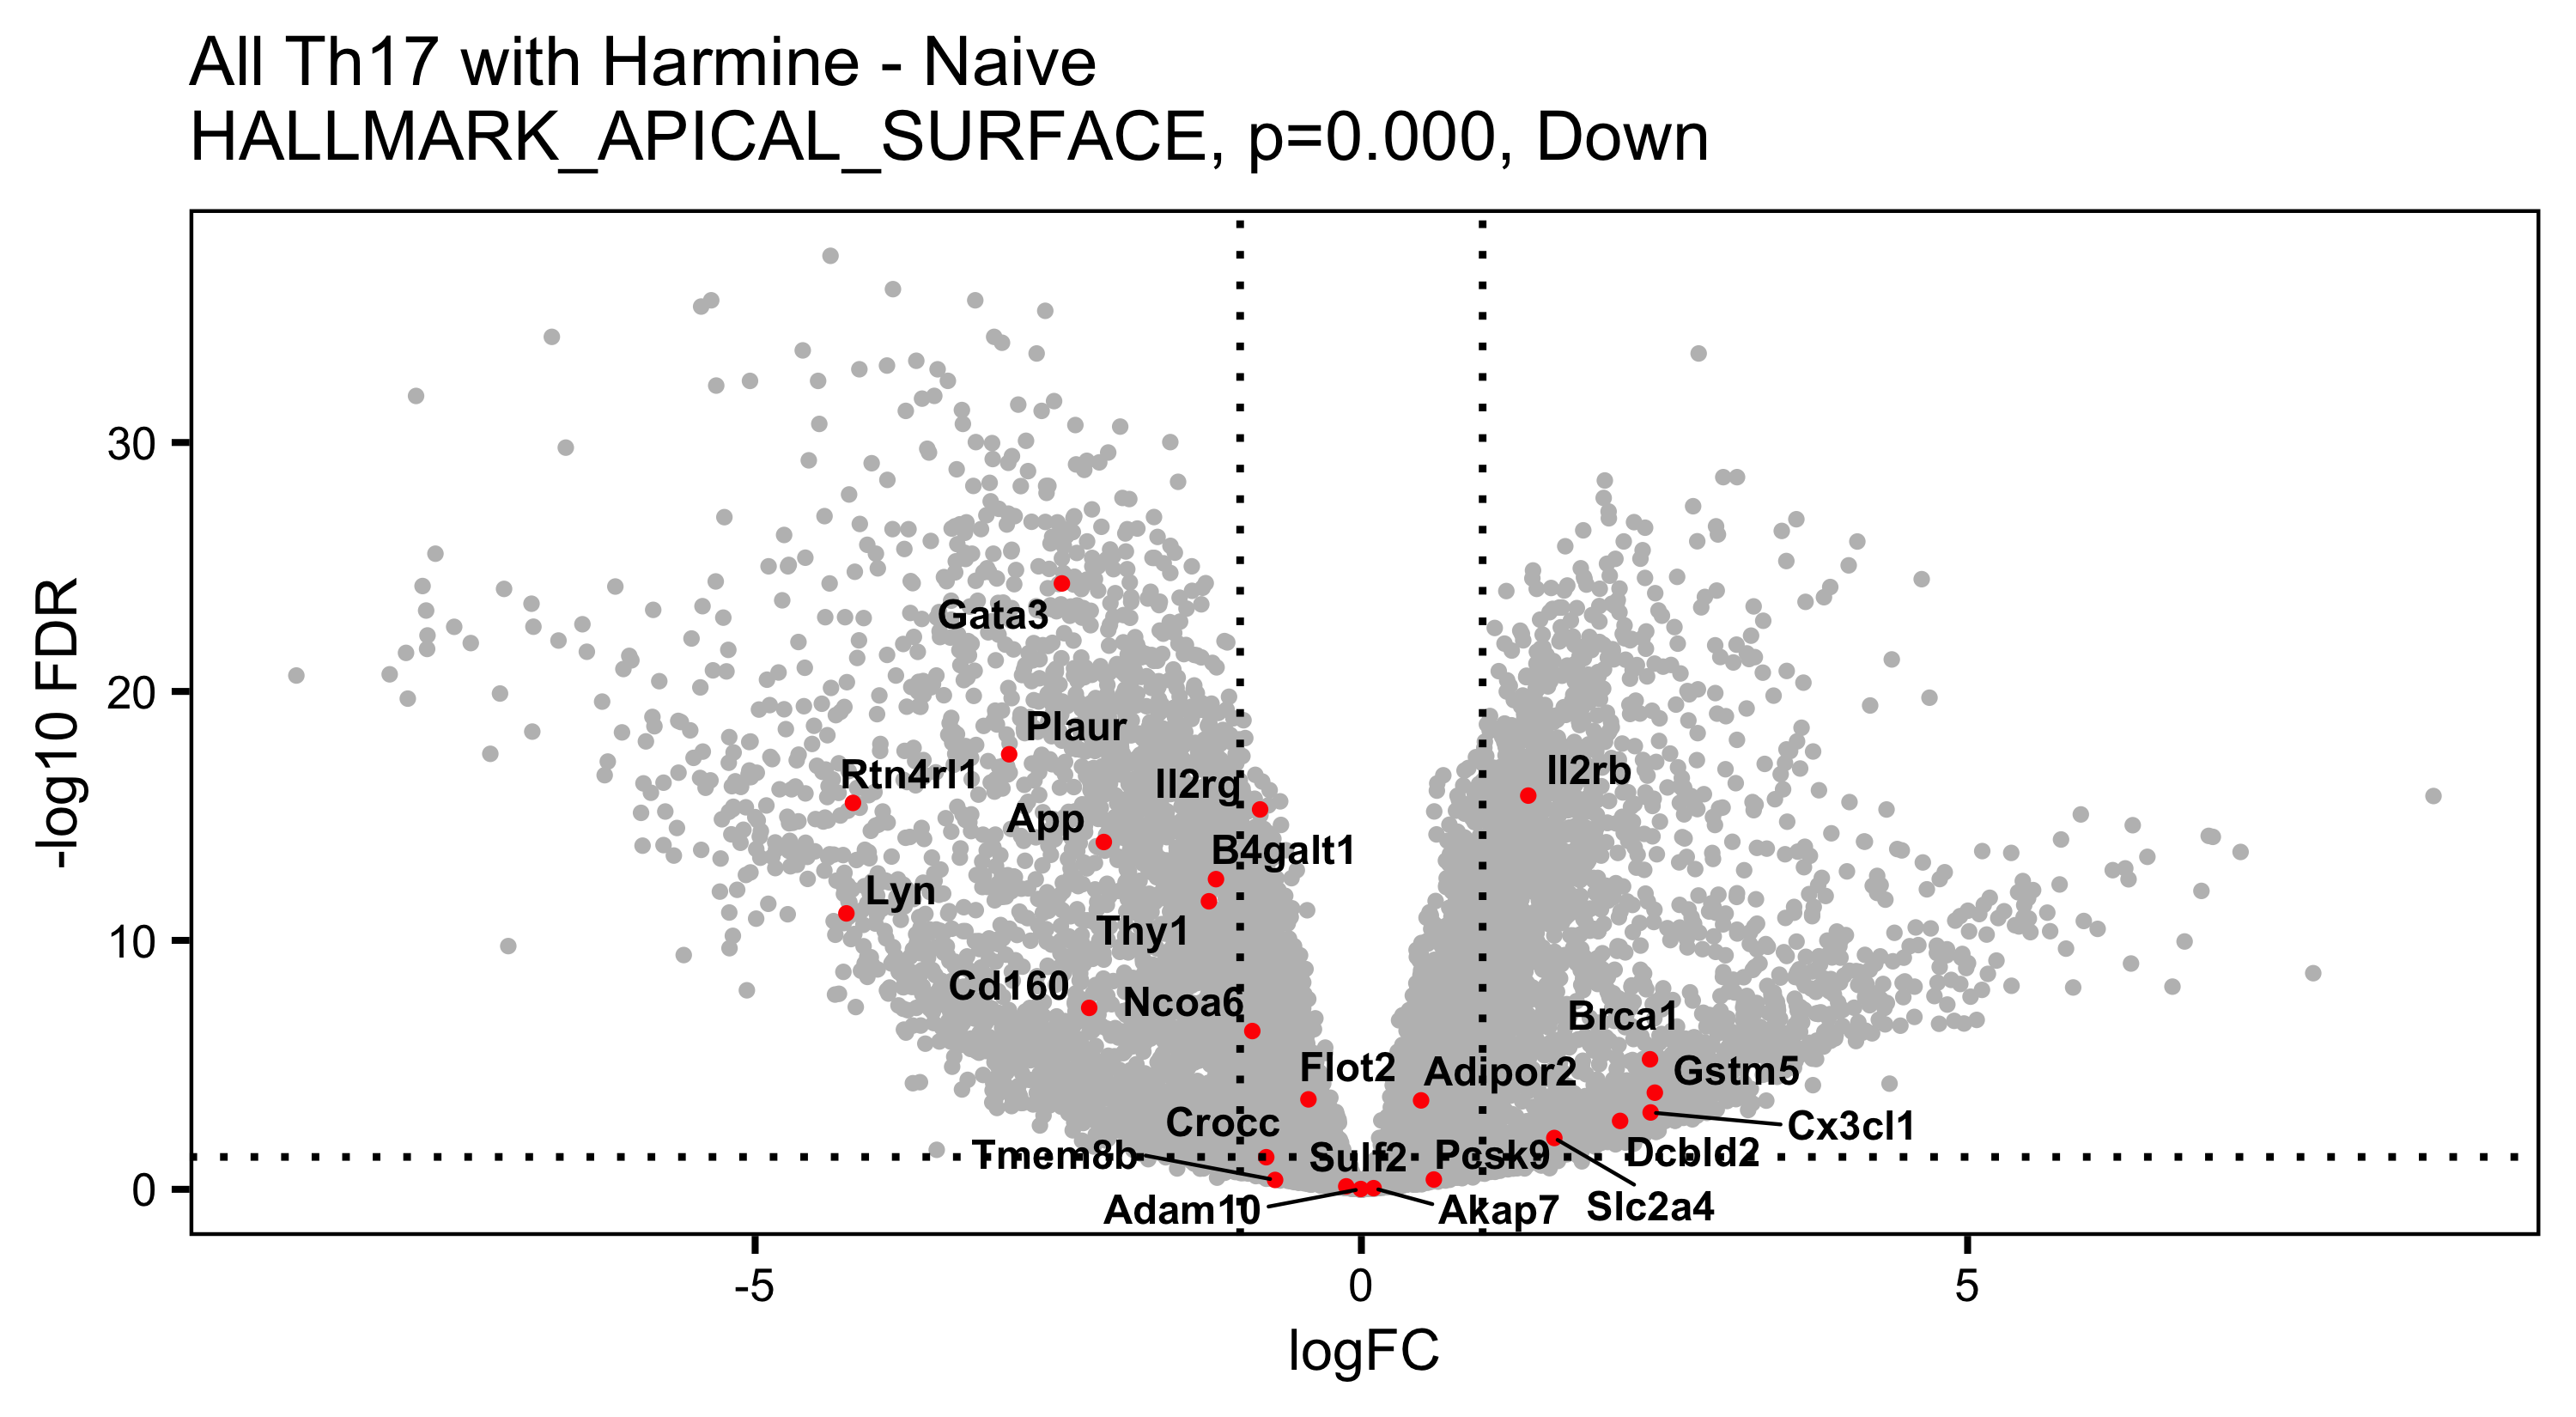 All Th17 with Harmine - Naive
HALLMARK_APICAL_SURFACE, p=0.000, Down
-log10 FDR
30
20
10
0
Gata3
Plaur
Rtn4rl1
Il2rg
Il2rb
App
B4galt1
Lyn
Thy1
Cd160
Ncoa6
Brca1
Flot2
Adipor2
Gstm5
Crocc
Cx3cl1
Tmem8b
Sulf2
Pcsk9
Dcbld2
Adam10
Akap7
Slc2a4
-5
0
5
logFC